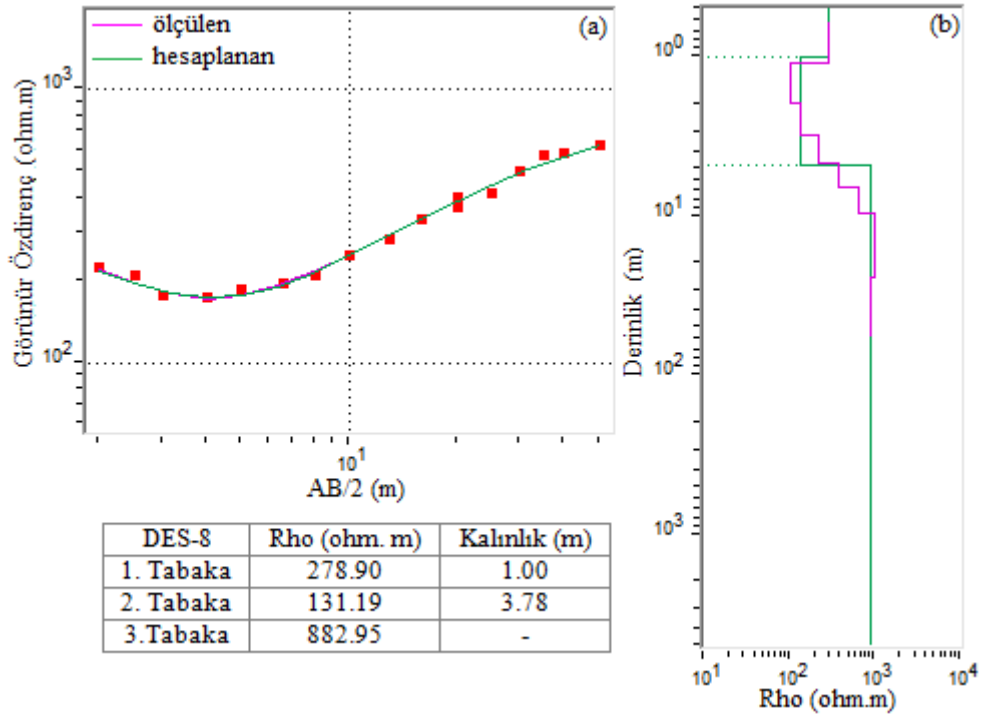 ölçülen
hesaplanan
(a)
Görünür Özdirenç (ohm.m)
10³
10²
10¹
AB/2 (m)
(b)
Derinlik (m)
10⁰
10¹
10²
10³
10¹ 10² 10³ 10⁴
Rho (ohm.m)
DES-8 Rho (ohm. m) Kalınlık (m)
1. Tabaka 278.90 1.00
2. Tabaka 131.19 3.78
3.Tabaka 882.95 -